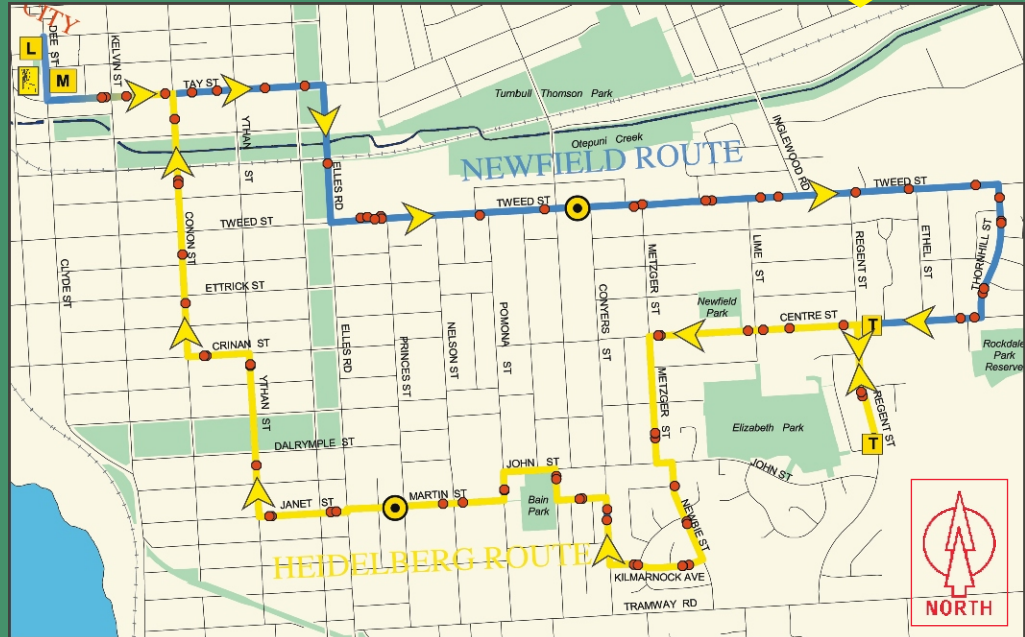 CITY
DEE ST
L
M
KELVIN ST
TAY ST
YTHAN ST
Turnbull Thomson Park
Otepuni Creek
INGLEWOOD RD
NEWFIELD ROUTE
ELLES RD
TWEED ST
TWEED ST
TWEED ST
CONON ST
CLYDE ST
ETTRICK ST
CRINAN ST
YTHAN ST
ELLES RD
PRINCES ST
NELSON ST
POMONA ST
CONYERS ST
METZGER ST
LIME ST
REGENT ST
ETHEL ST
THORNHILL ST
Newfield
Park
CENTRE ST
T
Rockdale
Park
Reserve
METZGER ST
Elizabeth Park
REGENT ST
T
DALRYMPLE ST
JOHN ST
JOHN ST
JANET ST
MARTIN ST
Bain
Park
NEWBIE ST
HEIDELBERG ROUTE
KILMARNOCK AVE
TRAMWAY RD
NORTH